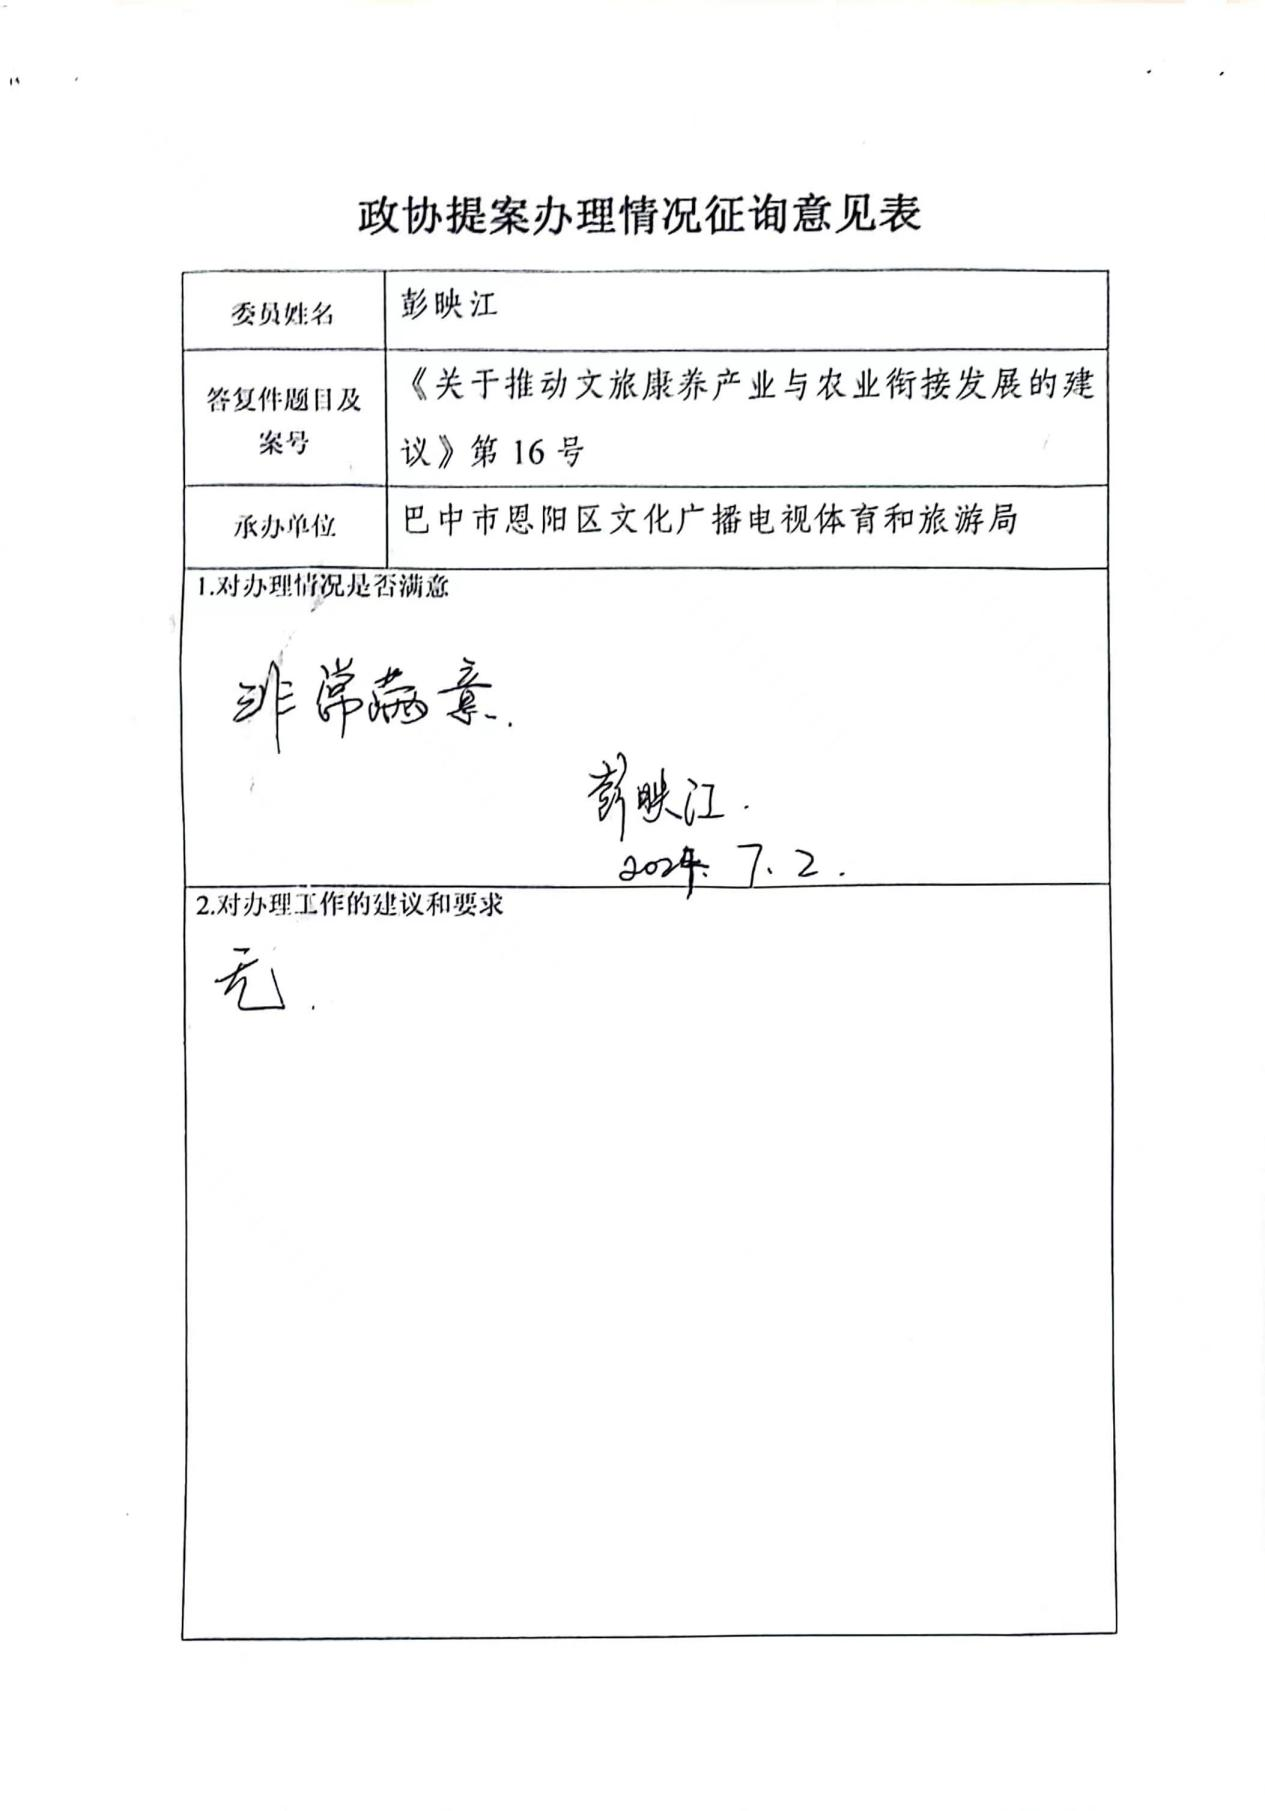 政协提案办理情况征询意见表
委员姓名
彭映江
答复件题目及
案号
《关于推动文旅康养产业与农业衔接发展的建
议》第 16 号
承办单位
巴中市恩阳区文化广播电视体育和旅游局
1.对办理情况是否满意
非常满意.
彭映江.
2024. 7. 2.
2.对办理工作的建议和要求
无.